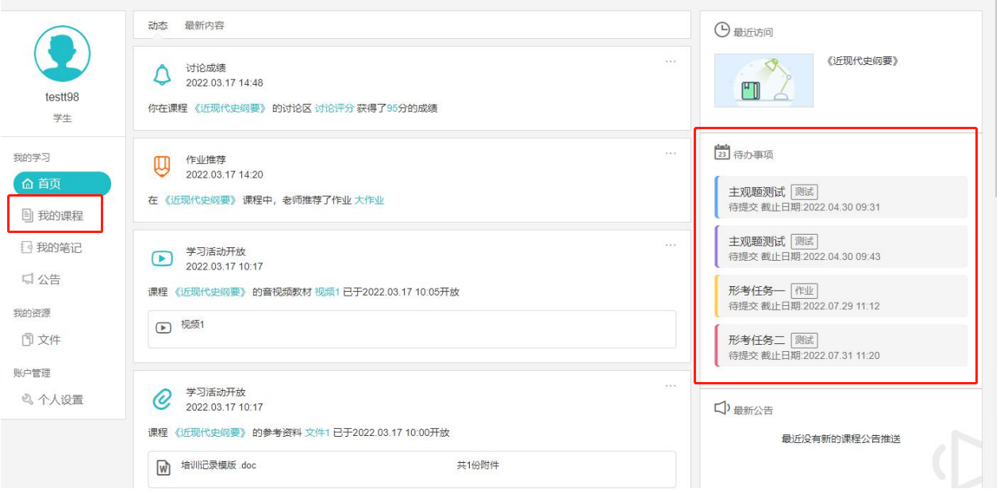 testt98
学生
我的学习
首页
我的课程
我的笔记
公告
我的资源
文件
账户管理
个人设置
动态 最新内容
讨论成绩
2022.03.17 14:48
你在课程 《近现代史纲要》 的讨论区 讨论评分 获得了95分的成绩
作业推荐
2022.03.17 14:20
在 《近现代史纲要》 课程中，老师推荐了作业 大作业
学习活动开放
2022.03.17 10:17
课程 《近现代史纲要》 的音视频教材 视频1 已于2022.03.17 10:05开放
视频1
学习活动开放
2022.03.17 10:17
课程 《近现代史纲要》 的参考资料 文件1 已于2022.03.17 10:00开放
培训记录模版 .doc 共1份附件
最近访问
《近现代史纲要》
23 待办事项
主观题测试 测试
待提交 截止日期:2022.04.30 09:31
主观题测试 测试
待提交 截止日期:2022.04.30 09:43
形考任务一 作业
待提交 截止日期:2022.07.29 11:12
形考任务二 测试
待提交 截止日期:2022.07.31 11:20
最新公告
最近没有新的课程公告推送